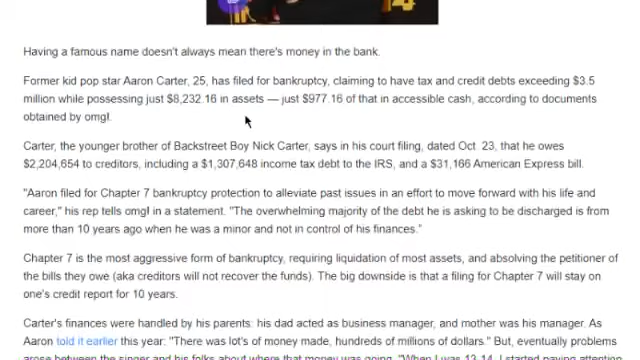 4
Having a famous name doesn't always mean there's money in the bank.
Former kid pop star Aaron Carter, 25, has filed for bankruptcy, claiming to have tax and credit debts exceeding $3.5
million while possessing just $8,232.16 in assets — just $977.16 of that in accessible cash, according to documents
obtained by omg!.
Carter, the younger brother of Backstreet Boy Nick Carter, says in his court filing, dated Oct. 23, that he owes
$2,204,654 to creditors, including a $1,307,648 income tax debt to the IRS, and a $31,166 American Express bill.
"Aaron filed for Chapter 7 bankruptcy protection to alleviate past issues in an effort to move forward with his life and
career," his rep tells omg! in a statement. "The overwhelming majority of the debt he is asking to be discharged is from
more than 10 years ago when he was a minor and not in control of his finances."
Chapter 7 is the most aggressive form of bankruptcy, requiring liquidation of most assets, and absolving the petitioner of
the bills they owe (aka creditors will not recover the funds). The big downside is that a filing for Chapter 7 will stay on
one's credit report for 10 years.
Carter's finances were handled by his parents: his dad acted as business manager, and mother was his manager. As
Aaron told it earlier this year: "There was lots of money made, hundreds of millions of dollars." But, eventually problems
arose between the singer and his folks about where that money was going. "When I was 13-14, I started paying attention